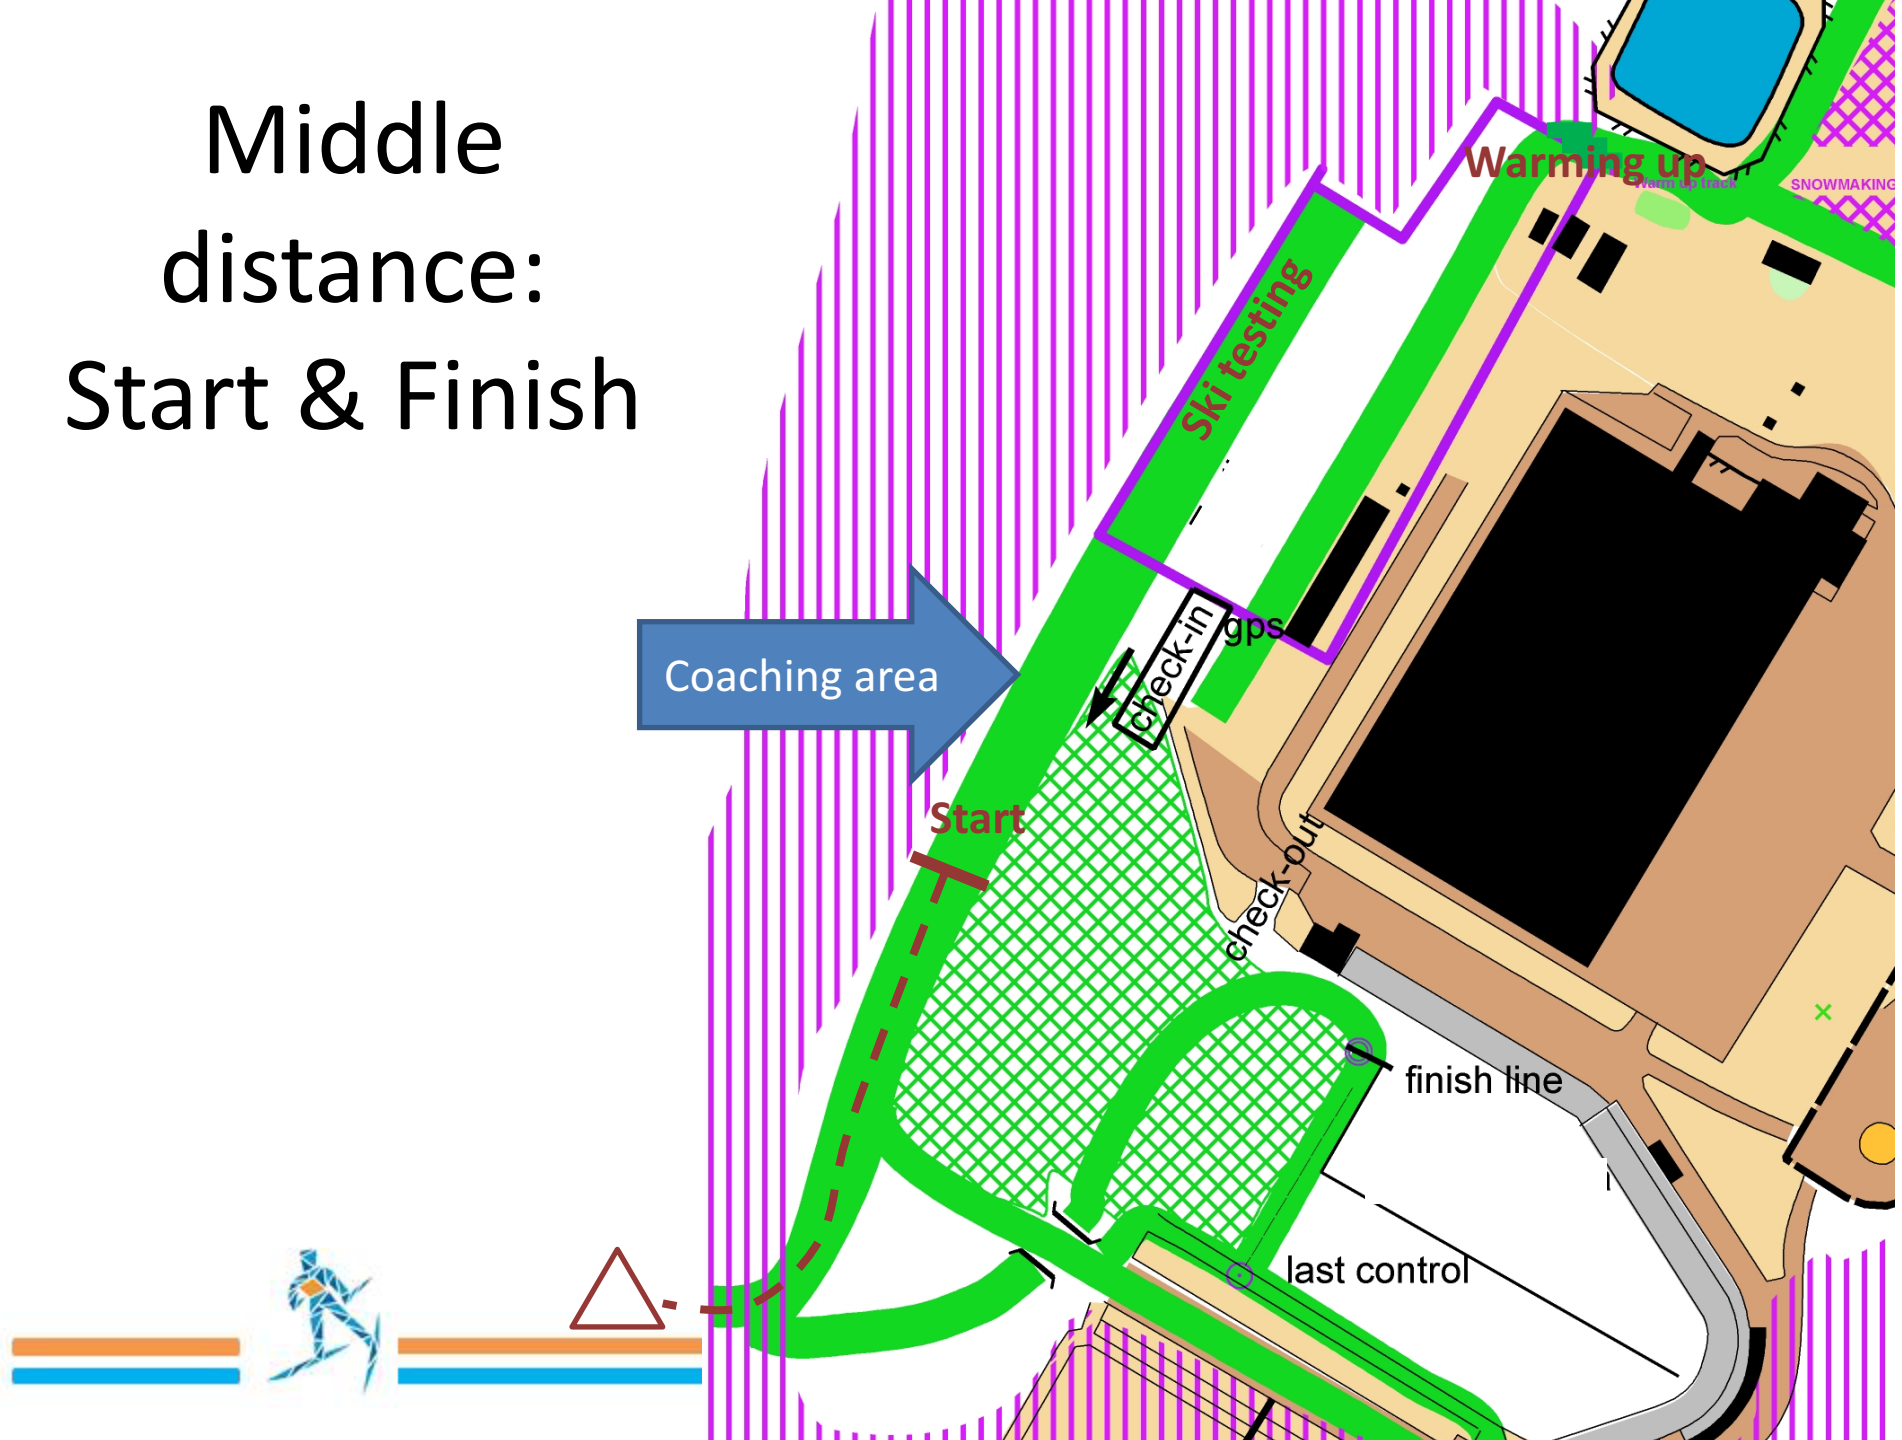 Middle
distance:
Start & Finish
Warming up
Warm up track
SNOWMAKING
Ski testing
check-in
gps
Coaching area
Start
check-out
finish line
last control